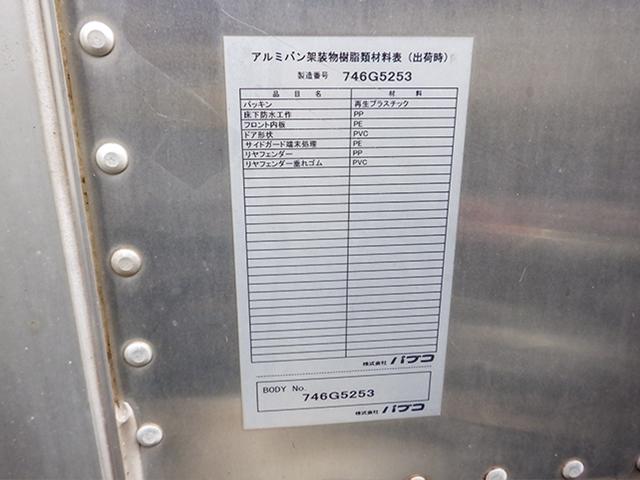 アルミバン架装物樹脂類材料表（出荷時）
製造番号 746G5253
品目名 材料
パッキン 再生プラスチック
床下防水工作 PP
フロント内板 PE
ドア形状 PVC
サイドガード端末処理 PE
リヤフェンダー PP
リヤフェンダー垂れゴム PVC
株式会社 パブコ
BODY No. 746G5253
株式会社 パブコ